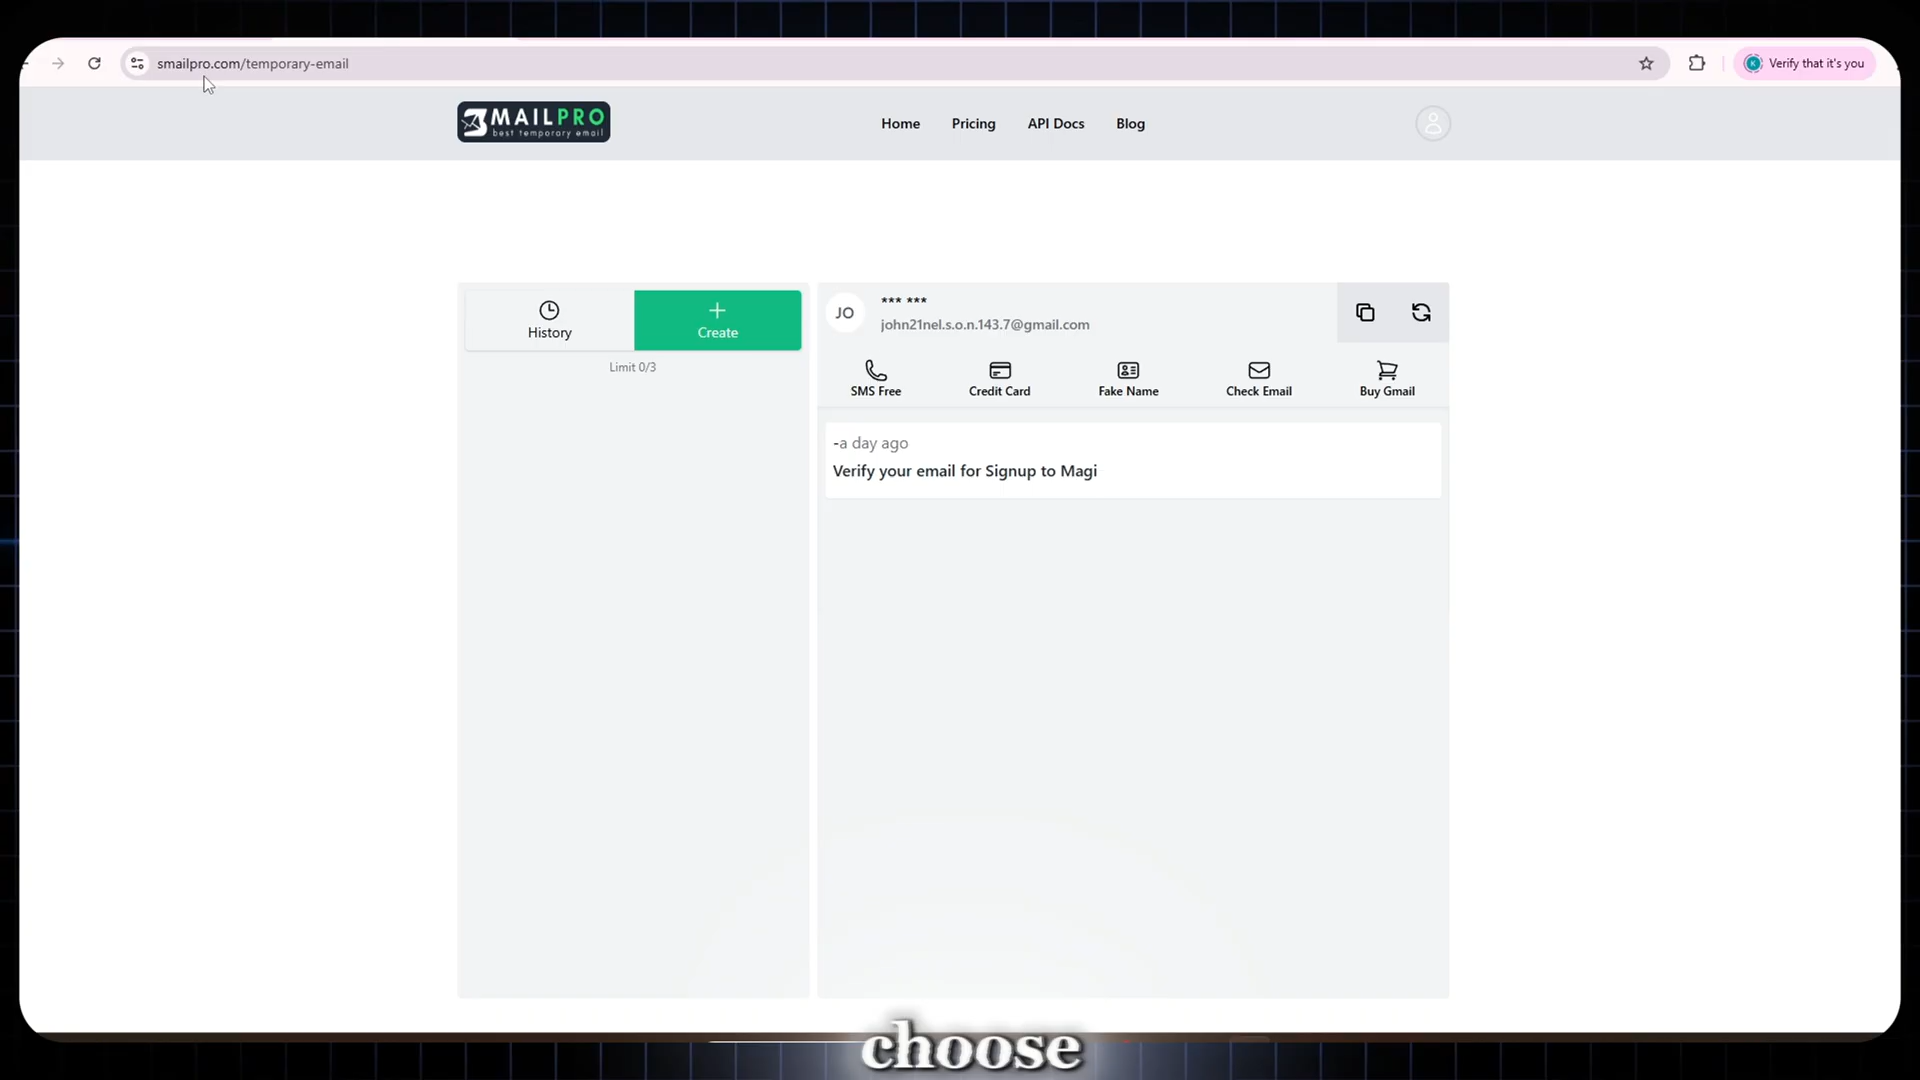 smailpro.com/temporary-email
Verify that it's you
MAILPRO
best temporary email
Home
Pricing
API Docs
Blog
History
Create
Limit 0/3
JO
*** ***
john21nel.s.o.n.143.7@gmail.com
SMS Free
Credit Card
Fake Name
Check Email
Buy Gmail
-a day ago
Verify your email for Signup to Magi
choose